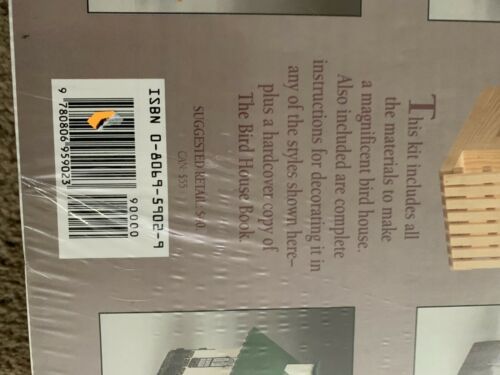 This kit includes all
the materials to make
a magnificent bird house.
Also included are complete
instructions for decorating it in
any of the styles shown here–
plus a hardcover copy of
The Bird House Book.
SUGGESTED RETAIL $40.
CAN. $55
ISBN 0-8069-5902-9
90000
9 780806 959023